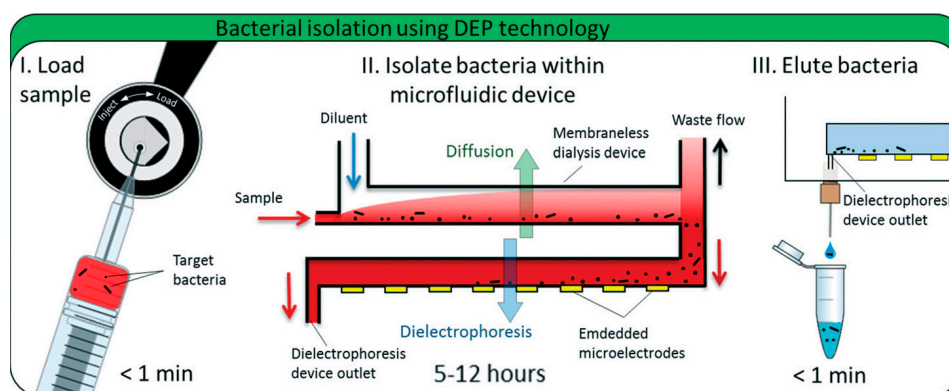 Bacterial isolation using DEP technology
I. Load
sample
Inject
Load
Target
bacteria
< 1 min
II. Isolate bacteria within
microfluidic device
Diluent
Diffusion
Membraneless
dialysis device
Waste flow
Sample
Dielectrophoresis
Dielectrophoresis
device outlet
Emdedded
microelectrodes
5-12 hours
III. Elute bacteria
Dielectrophoresi
device outlet
< 1 min